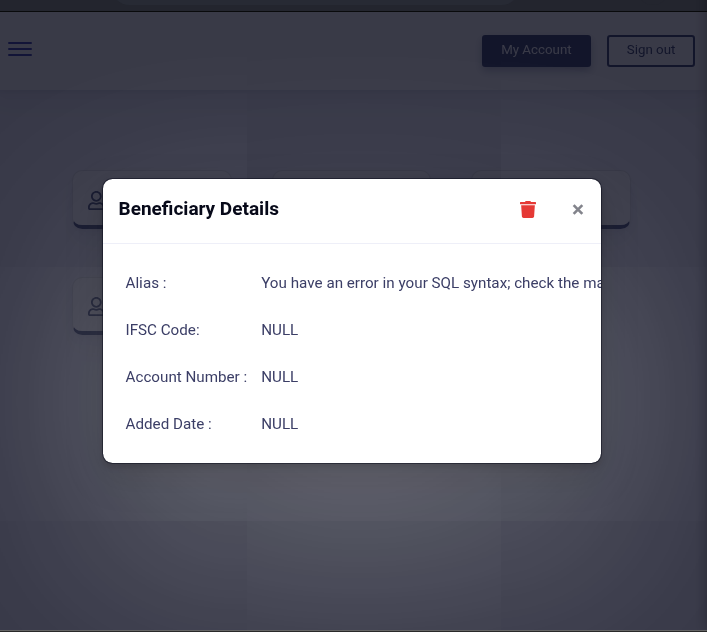 My Account
Sign out
Beneficiary Details
×
Alias : You have an error in your SQL syntax; check the ma
IFSC Code: NULL
Account Number : NULL
Added Date : NULL